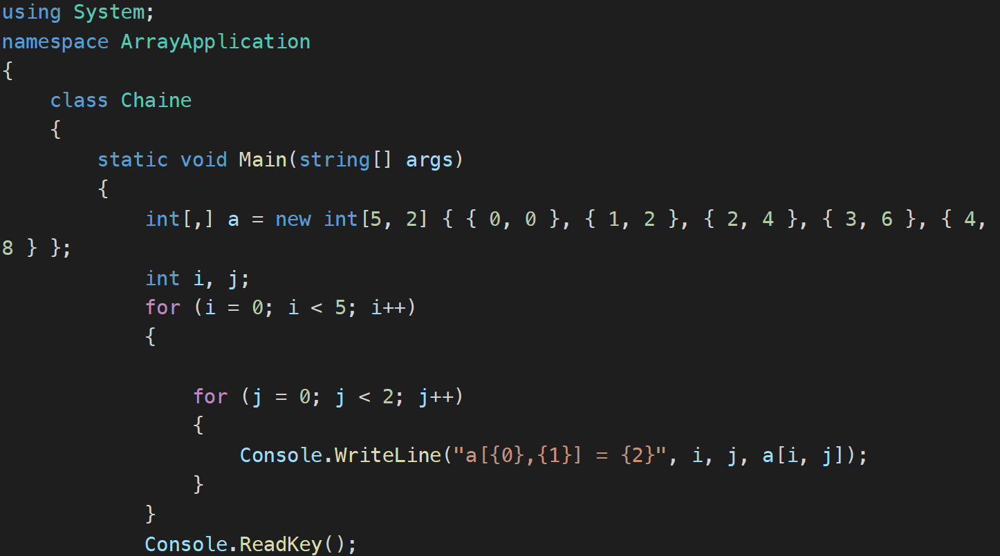 using System;
namespace ArrayApplication
{
    class Chaine
    {
        static void Main(string[] args)
        {
            int[,] a = new int[5, 2] { { 0, 0 }, { 1, 2 }, { 2, 4 }, { 3, 6 }, { 4,
8 } };
            int i, j;
            for (i = 0; i < 5; i++)
            {

                for (j = 0; j < 2; j++)
                {
                    Console.WriteLine("a[{0},{1}] = {2}", i, j, a[i, j]);
                }
            }
            Console.ReadKey();